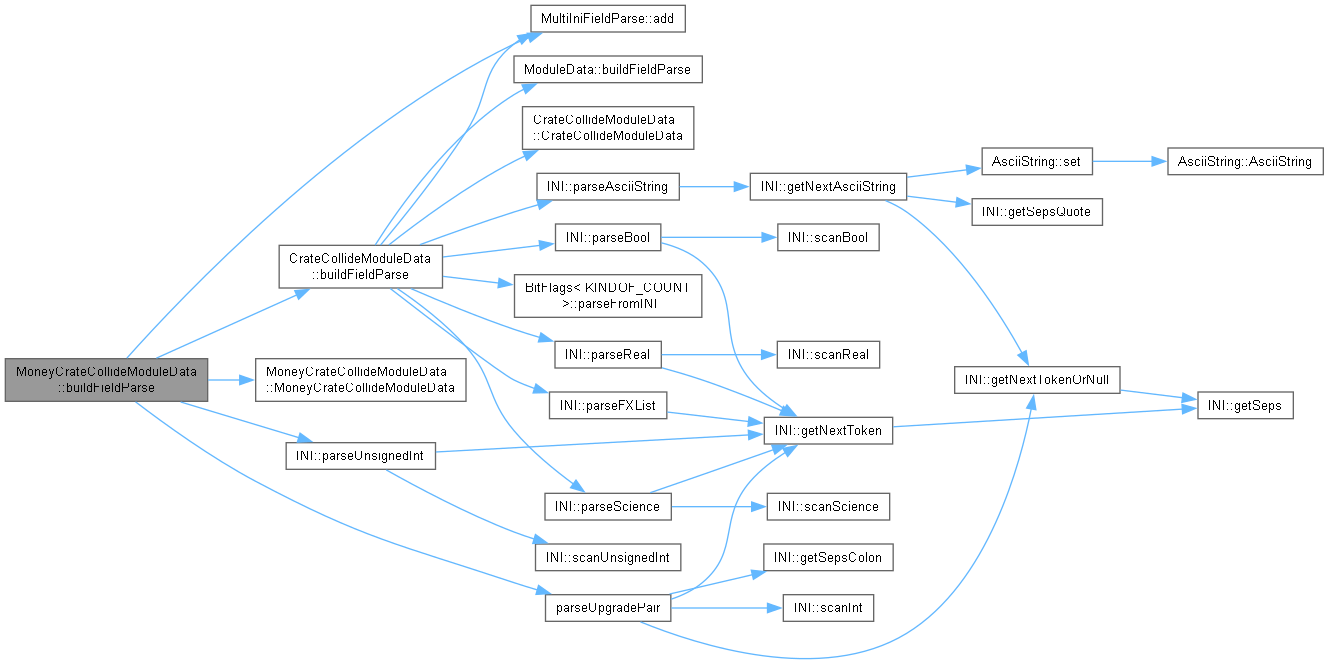 MultiIniFieldParse::add
ModuleData::buildFieldParse
CrateCollideModuleData
::CrateCollideModuleData
AsciiString::set
AsciiString::AsciiString
INI::parseAsciiString
INI::getNextAsciiString
INI::getSepsQuote
INI::parseBool
INI::scanBool
CrateCollideModuleData
::buildFieldParse
BitFlags< KINDOF_COUNT
>::parseFromINI
INI::parseReal
INI::scanReal
MoneyCrateCollideModuleData
::buildFieldParse
MoneyCrateCollideModuleData
::MoneyCrateCollideModuleData
INI::getNextTokenOrNull
INI::parseFXList
INI::getSeps
INI::getNextToken
INI::parseUnsignedInt
INI::parseScience
INI::scanScience
INI::scanUnsignedInt
INI::getSepsColon
parseUpgradePair
INI::scanInt